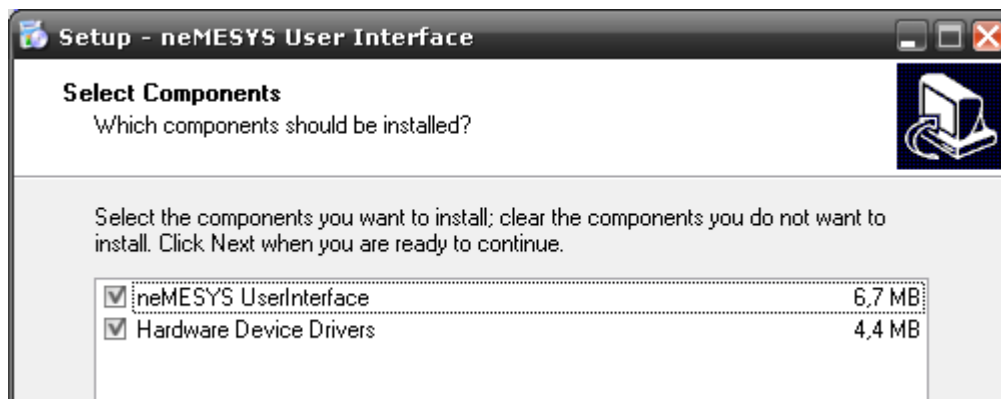 Setup - neMESYS User Interface
Select Components
Which components should be installed?
Select the components you want to install; clear the components you do not want to
install. Click Next when you are ready to continue.
neMESYS UserInterface 6,7 MB
Hardware Device Drivers 4,4 MB